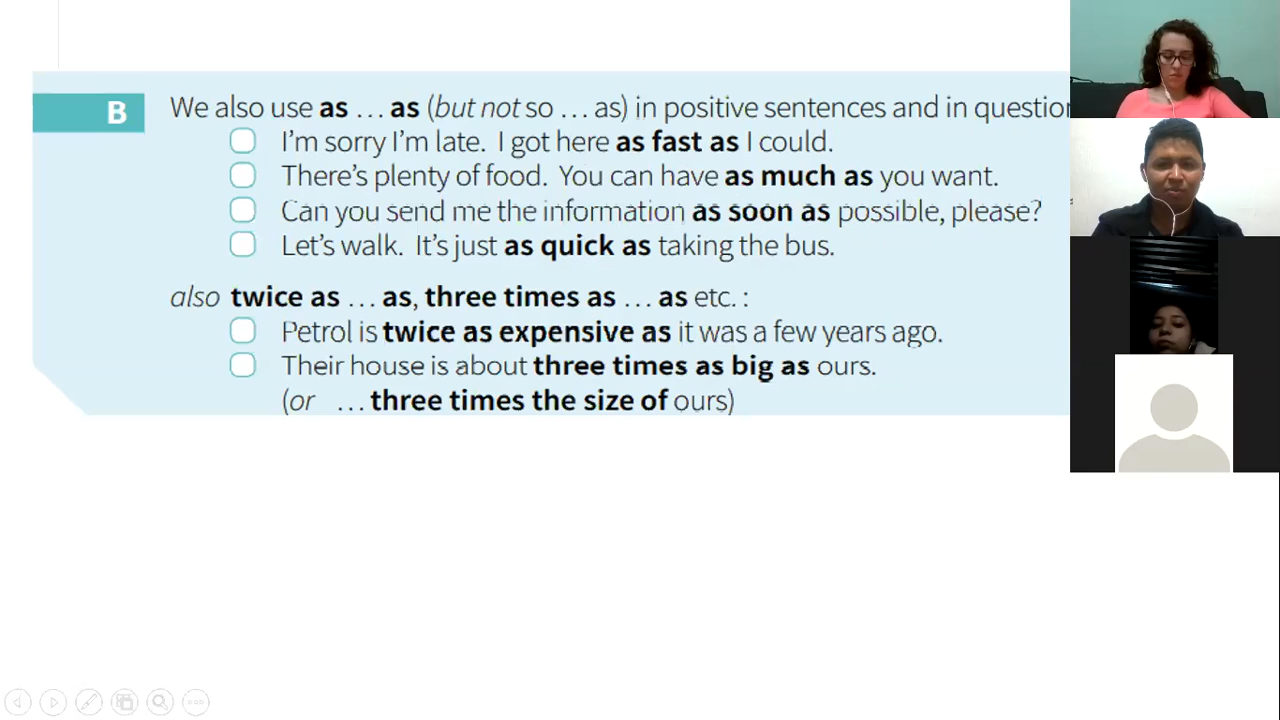 B We also use as … as (but not so … as) in positive sentences and in question
I'm sorry I'm late. I got here as fast as I could.
There's plenty of food. You can have as much as you want.
Can you send me the information as soon as possible, please?
Let's walk. It's just as quick as taking the bus.
also twice as … as, three times as … as etc. :
Petrol is twice as expensive as it was a few years ago.
Their house is about three times as big as ours.
(or … three times the size of ours)